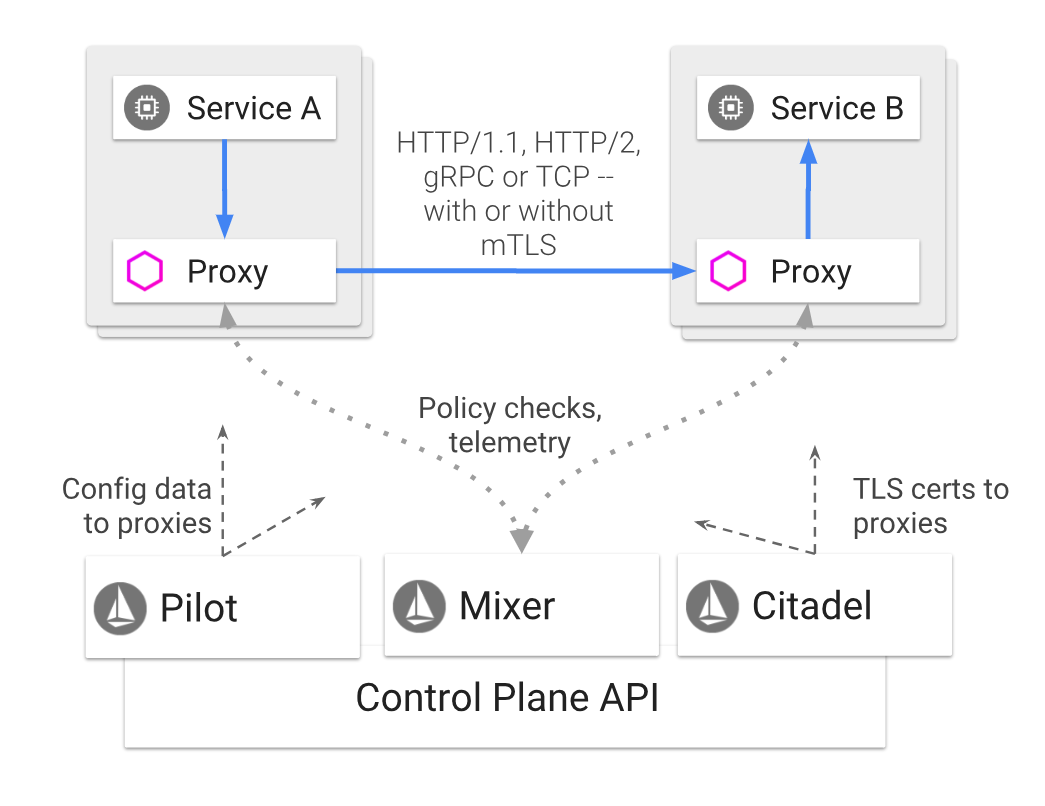 Service A
Service B
HTTP/1.1, HTTP/2,
gRPC or TCP --
with or without
mTLS
Proxy
Proxy
Policy checks,
telemetry
Config data
to proxies
TLS certs to
proxies
Pilot
Mixer
Citadel
Control Plane API